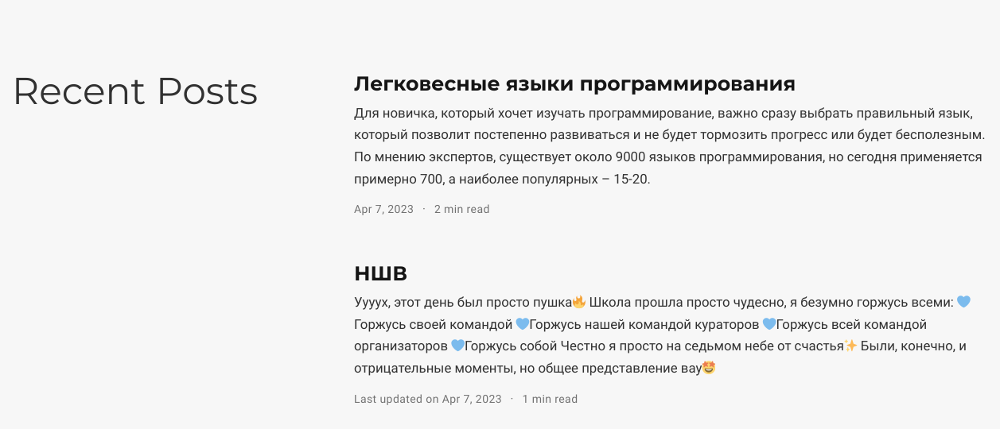 Recent Posts
Легковесные языки программирования
Для новичка, который хочет изучать программирование, важно сразу выбрать правильный язык,
который позволит постепенно развиваться и не будет тормозить прогресс или будет бесполезным.
По мнению экспертов, существует около 9000 языков программирования, но сегодня применяется
примерно 700, а наиболее популярных – 15-20.
Apr 7, 2023 · 2 min read
НШВ
Уууух, этот день был просто пушка🔥 Школа прошла просто чудесно, я безумно горжусь всеми: 💙
Горжусь своей командой 💙Горжусь нашей командой кураторов 💙Горжусь всей командой
организаторов 💙Горжусь собой Честно я просто на седьмом небе от счастья✨ Были, конечно, и
отрицательные моменты, но общее представление вау🤩
Last updated on Apr 7, 2023 · 1 min read